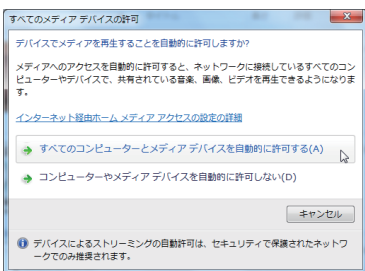 すべてのメディア デバイスの許可
デバイスでメディアを再生することを自動的に許可しますか?
メディアへのアクセスを自動的に許可すると、ネットワークに接続しているすべてのコン
ピューターやデバイスで、共有されている音楽、画像、ビデオを再生できるようになりま
す。
インターネット経由ホーム メディア アクセスの設定の詳細
すべてのコンピューターとメディア デバイスを自動的に許可する(A)
コンピューターやメディア デバイスを自動的に許可しない(D)
キャンセル
デバイスによるストリーミングの自動許可は、セキュリティで保護されたネットワ
ークでのみ推奨されます。